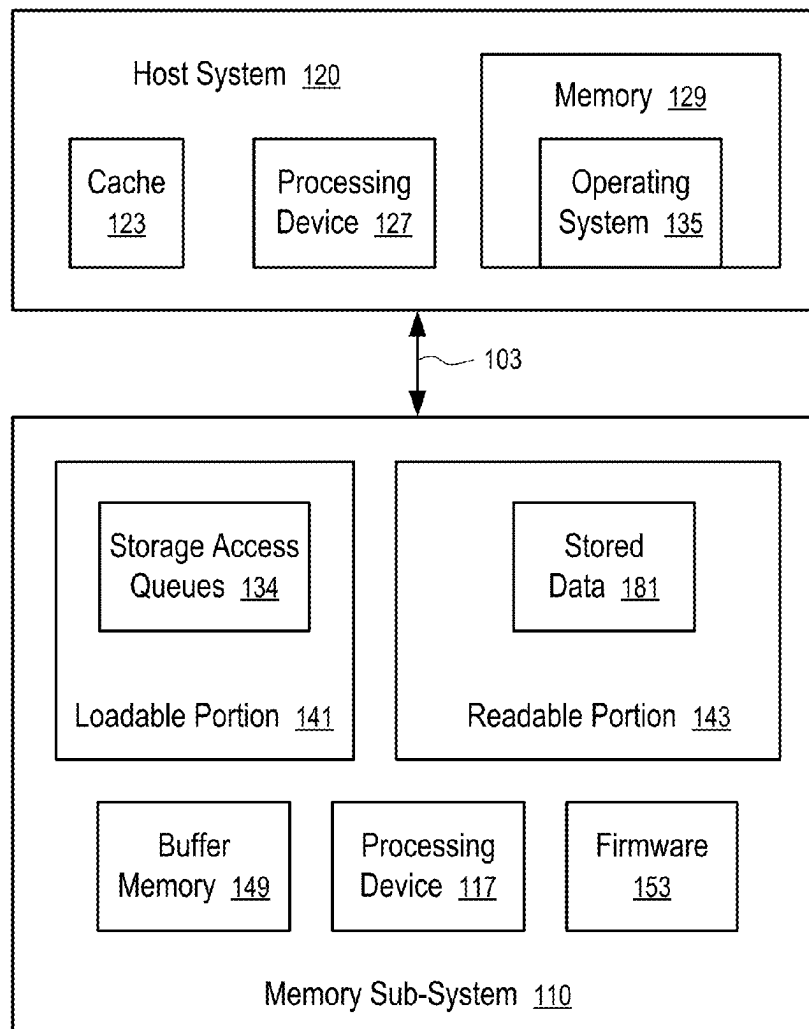 Host System 120
Memory 129
Cache
123
Processing
Device 127
Operating
System 135
103
Storage Access
Queues 134
Loadable Portion 141
Stored
Data 181
Readable Portion 143
Buffer
Memory 149
Processing
Device 117
Firmware
153
Memory Sub-System 110